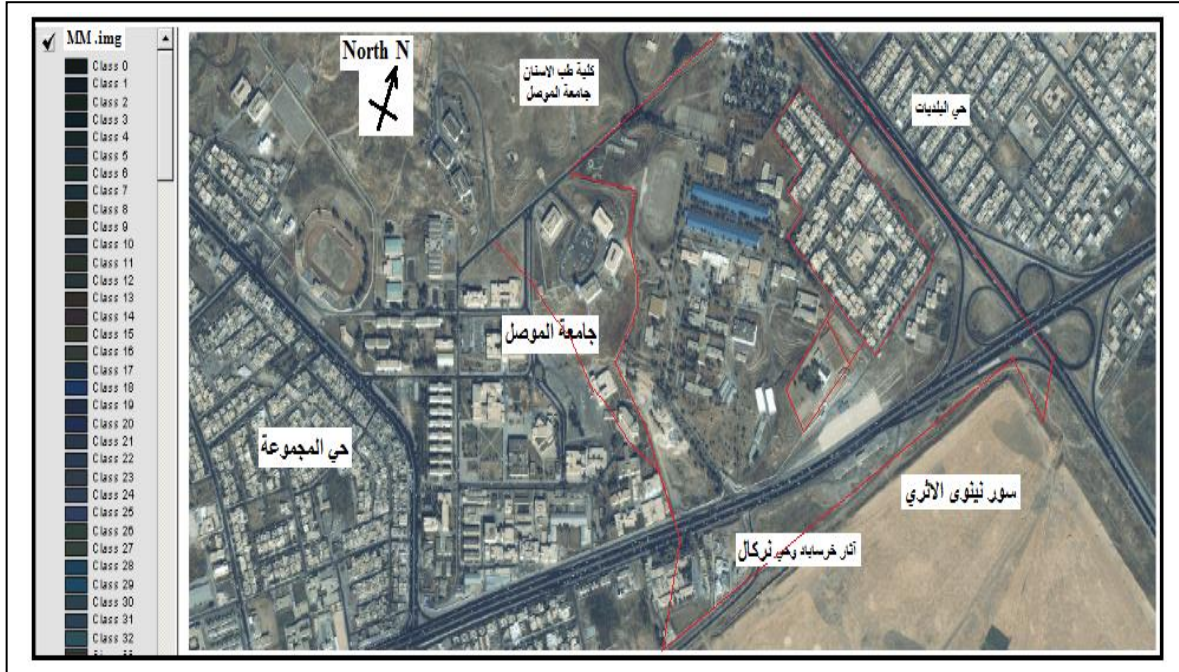 MM .img
Class 0
Class 1
Class 2
Class 3
Class 4
Class 5
Class 6
Class 7
Class 8
Class 9
Class 10
Class 11
Class 12
Class 13
Class 14
Class 15
Class 16
Class 17
Class 18
Class 19
Class 20
Class 21
Class 22
Class 23
Class 24
Class 25
Class 26
Class 27
Class 28
Class 29
Class 30
Class 31
Class 32
North N
كلية طب الاسنان
جامعة الموصل
حي البلديات
جامعة الموصل
حي المجموعة
سور نينوى الاثري
آثار خرساباد وحي نركال